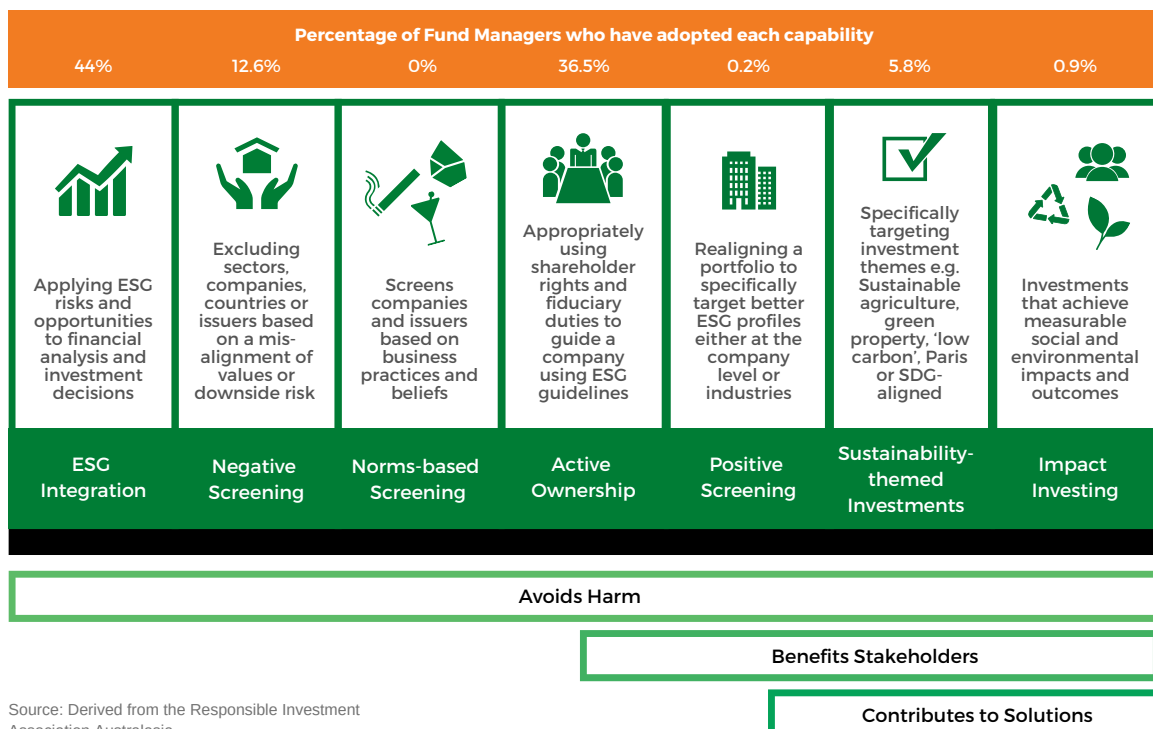 Percentage of Fund Managers who have adopted each capability
44% 12.6% 0% 36.5% 0.2% 5.8% 0.9%
Applying ESG
risks and
opportunities
to financial
analysis and
investment
decisions
Excluding
sectors,
companies,
countries or
issuers based
on a mis-
alignment of
values or
downside risk
Screens
companies
and issuers
based on
business
practices and
beliefs
Appropriately
using
shareholder
rights and
fiduciary
duties to
guide a
company
using ESG
guidelines
Realigning a
portfolio to
specifically
target better
ESG profiles
either at the
company
level or
industries
Specifically
targeting
investment
themes e.g.
Sustainable
agriculture,
green
property, ‘low
carbon’, Paris
or SDG-
aligned
Investments
that achieve
measurable
social and
environmental
impacts and
outcomes
ESG
Integration
Negative
Screening
Norms-based
Screening
Active
Ownership
Positive
Screening
Sustainability-
themed
Investments
Impact
Investing
Avoids Harm
Benefits Stakeholders
Contributes to Solutions
Source: Derived from the Responsible Investment
Association Australasia